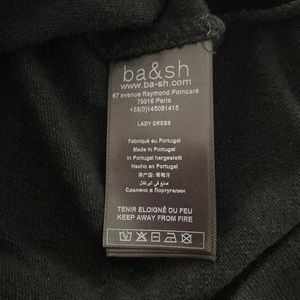 ba&sh
www.ba-sh.com
67 avenue Raymond Poincaré
75016 Paris
+33(0)145081415
LADY DRESS
Fabriqué au Portugal
Made in Portugal
In Portugal hergestellt
Hecho en Portugal
原产国：葡萄牙
صنع في البرتغال
Сделано в Португалии
TENIR ELOIGNÉ DU FEU
KEEP AWAY FROM FIRE